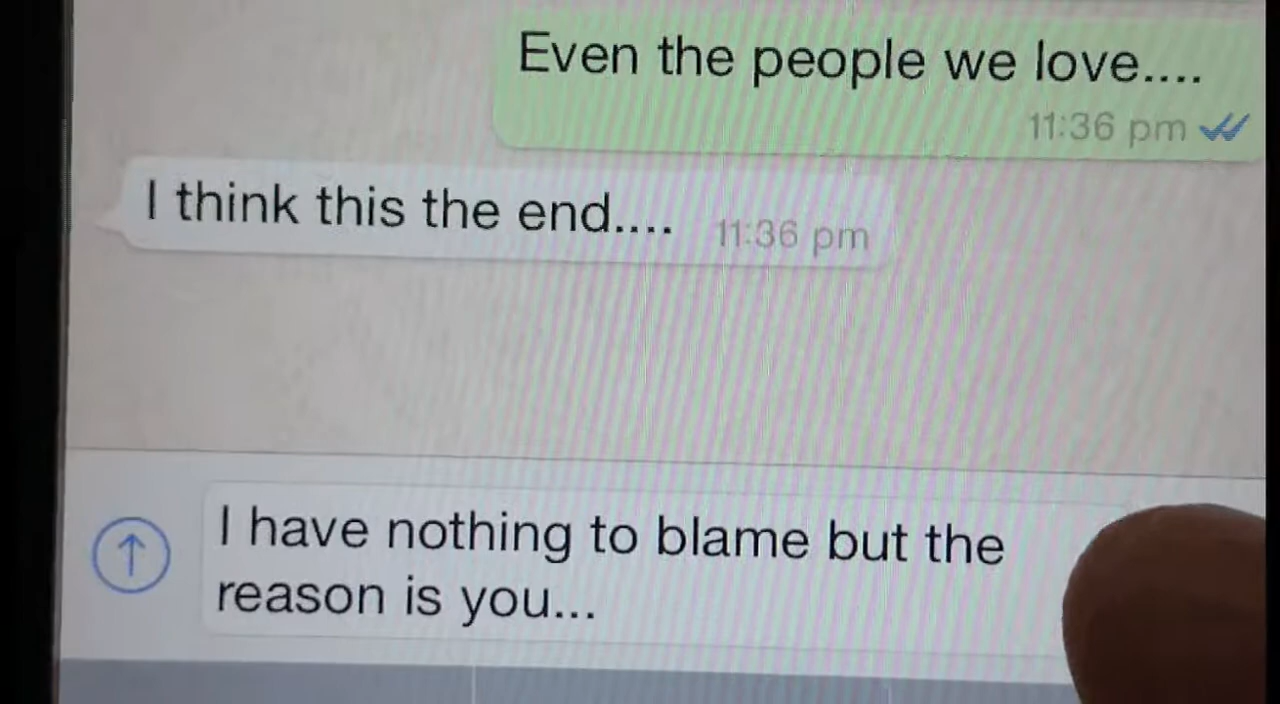 Even the people we love....
11:36 pm
I think this the end....
11:36 pm
I have nothing to blame but the
reason is you...